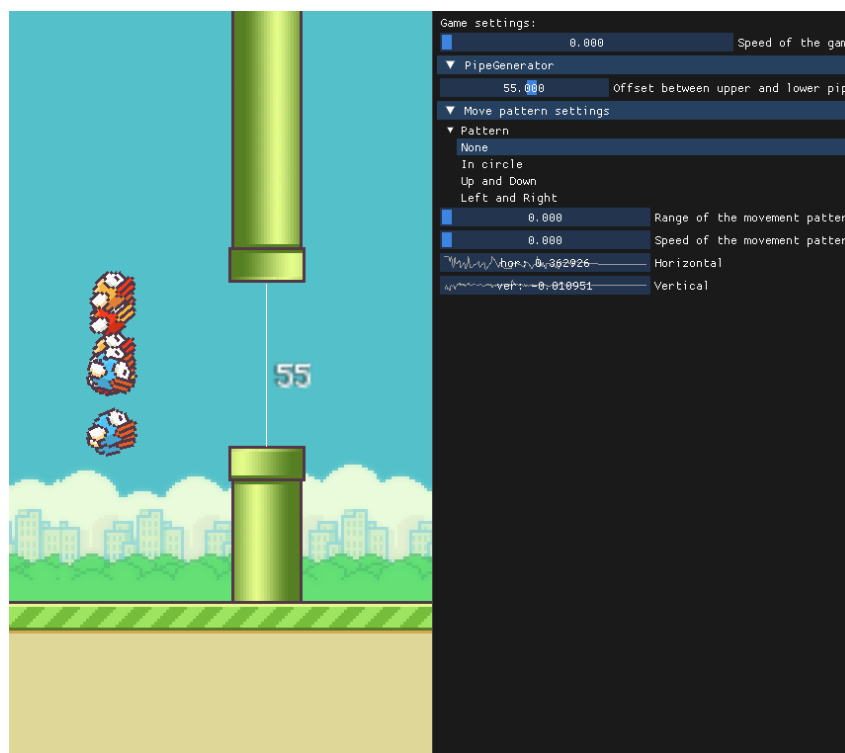 Game settings:
0.000 Speed of the gam
PipeGenerator
55.000 Offset between upper and lower pip
Move pattern settings
Pattern
None
In circle
Up and Down
Left and Right
0.000 Range of the movement patter
0.000 Speed of the movement patter
hor: 0.362926 Horizontal
ver: -0.010951 Vertical
55